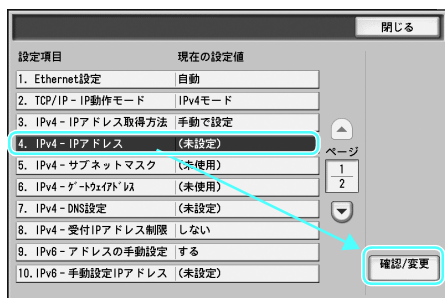 閉じる
設定項目 現在の設定値
1. Ethernet設定 自動
2. TCP/IP - IP動作モード IPv4モード
3. IPv4 - IPアドレス取得方法 手動で設定
4. IPv4 - IPアドレス (未設定)
5. IPv4 - サブネットマスク (未使用)
6. IPv4 - ゲートウェイアドレス (未使用)
7. IPv4 - DNS設定 (未設定)
8. IPv4 - 受付IPアドレス制限 しない
9. IPv6 - アドレスの手動設定 する
10. IPv6 - 手動設定IPアドレス (未設定)
ページ
1
2
確認/変更